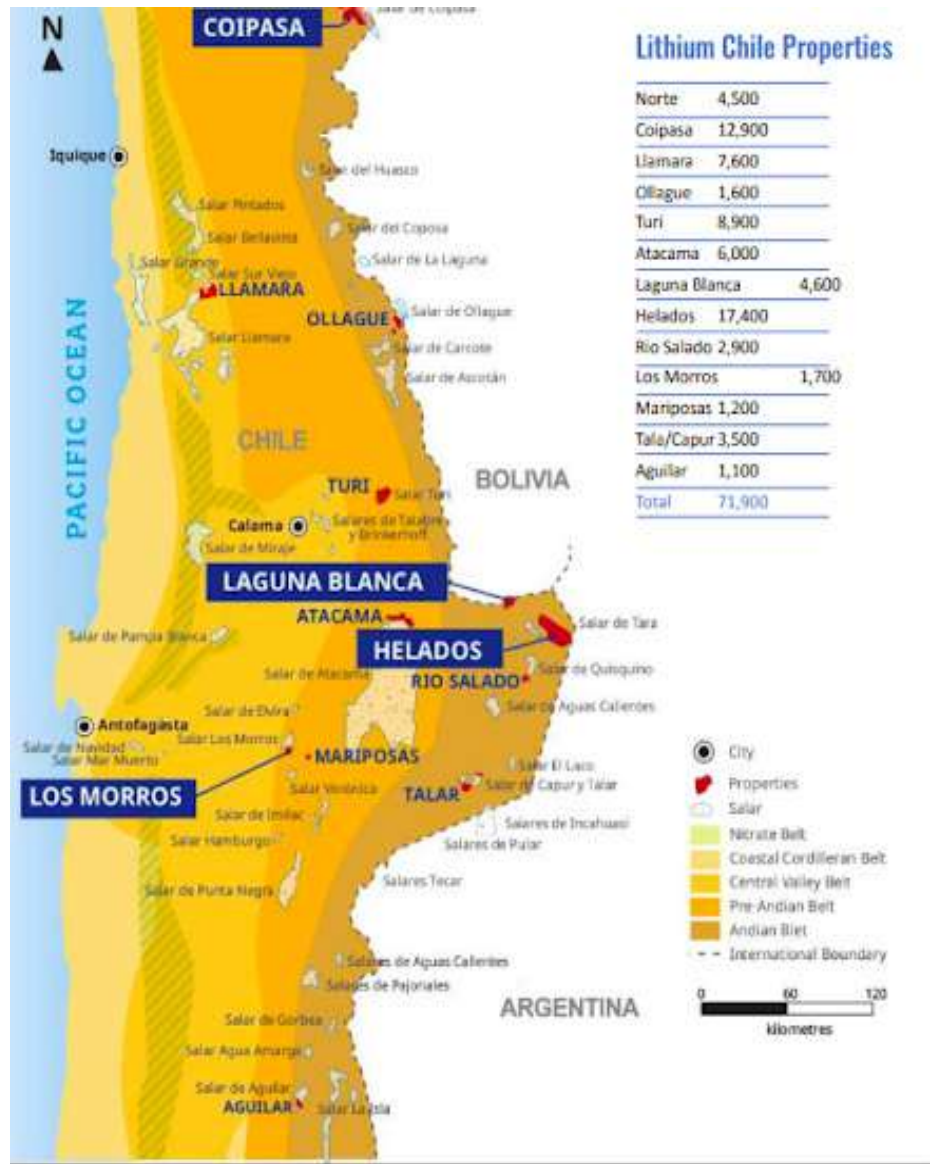 N
COIPASA
Salar de Coipasa
Lithium Chile Properties
Norte 4,500
Coipasa 12,900
Llamara 7,600
Ollague 1,600
Turi 8,900
Atacama 6,000
Laguna Blanca 4,600
Helados 17,400
Rio Salado 2,900
Los Morros 1,700
Mariposas 1,200
Tala/Capur 3,500
Aguilar 1,100
Total 71,900
Iquique
Salar del Huasco
Salar Pintados
Salar Bellavista
Salar del Coposa
Salar Grande
Salar de La Laguna
Salar Sur Viejo
LLAMARA
OLLAGUE
Salar de Ollague
Salar Llamara
Salar de Carcote
Salar de Ascotán
PACIFIC OCEAN
CHILE
BOLIVIA
TURI
Salar Turi
Calama
Salares de Talabre
y Brinkerhoff
Salar de Miraje
LAGUNA BLANCA
ATACAMA
Salar de Tara
Salar de Pampa Blanca
HELADOS
Salar de Quisquino
Salar de Atacama
RIO SALADO
Salar de Elvira
Salar de Aguas Calientes
Antofagasta
Salar Los Morros
Salar de Navidad
Salar Mar Muerto
MARIPOSAS
Salar El Laco
LOS MORROS
Salar Verónica
TALAR
Salar de Capur y Talar
Salar de Imilac
Salares de Incahuasi
Salar Hamburgo
Salares de Pular
Salar de Punta Negra
Salares Tecar
Salares de Aguas Calientes
Salares de Pajonales
ARGENTINA
Salar de Gorbea
Salar Agua Amarga
Salar de Aguilar
AGUILAR
Salar La Isla
City
Properties
Salar
Nitrate Belt
Coastal Cordilleran Belt
Central Valley Belt
Pre-Andian Belt
Andian Blet
International Boundary
0 60 120
kilometres